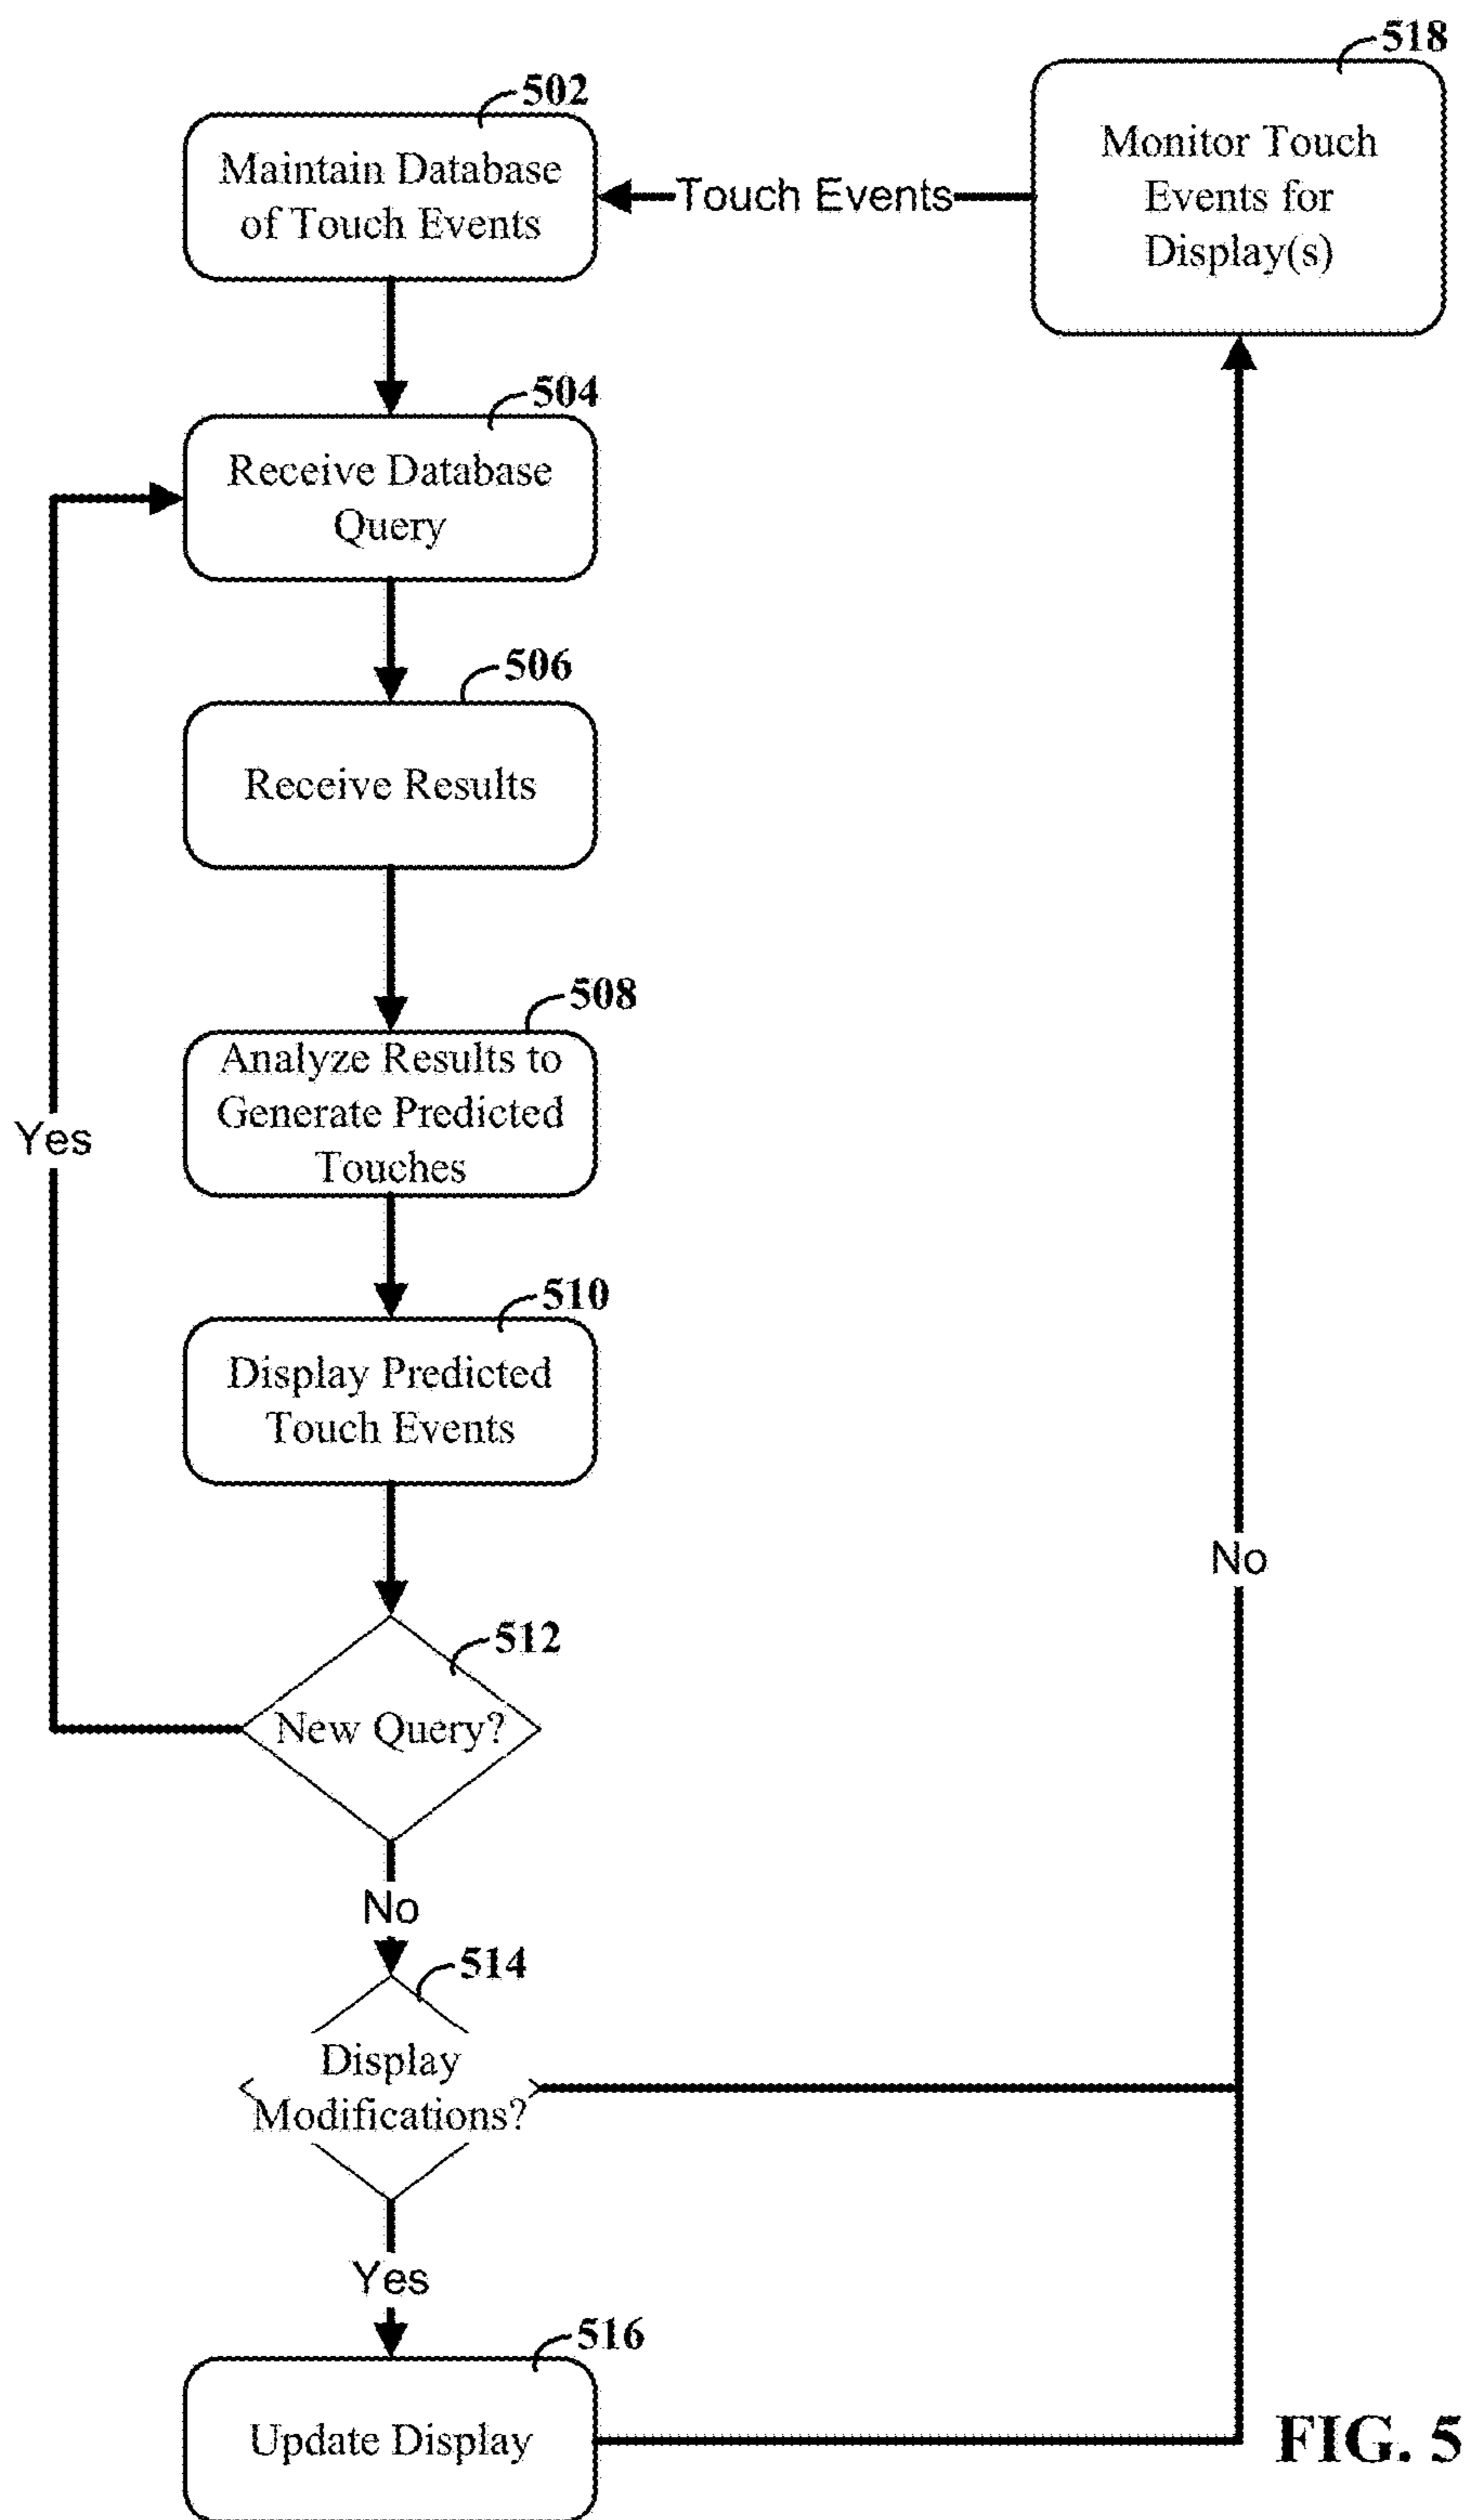 518
Monitor Touch
Events for
Display(s)
502
Maintain Database
of Touch Events
Touch Events
504
Receive Database
Query
506
Receive Results
508
Analyze Results to
Generate Predicted
Touches
Yes
510
Display Predicted
Touch Events
No
512
New Query?
No
514
Display
Modifications?
Yes
516
Update Display
FIG. 5